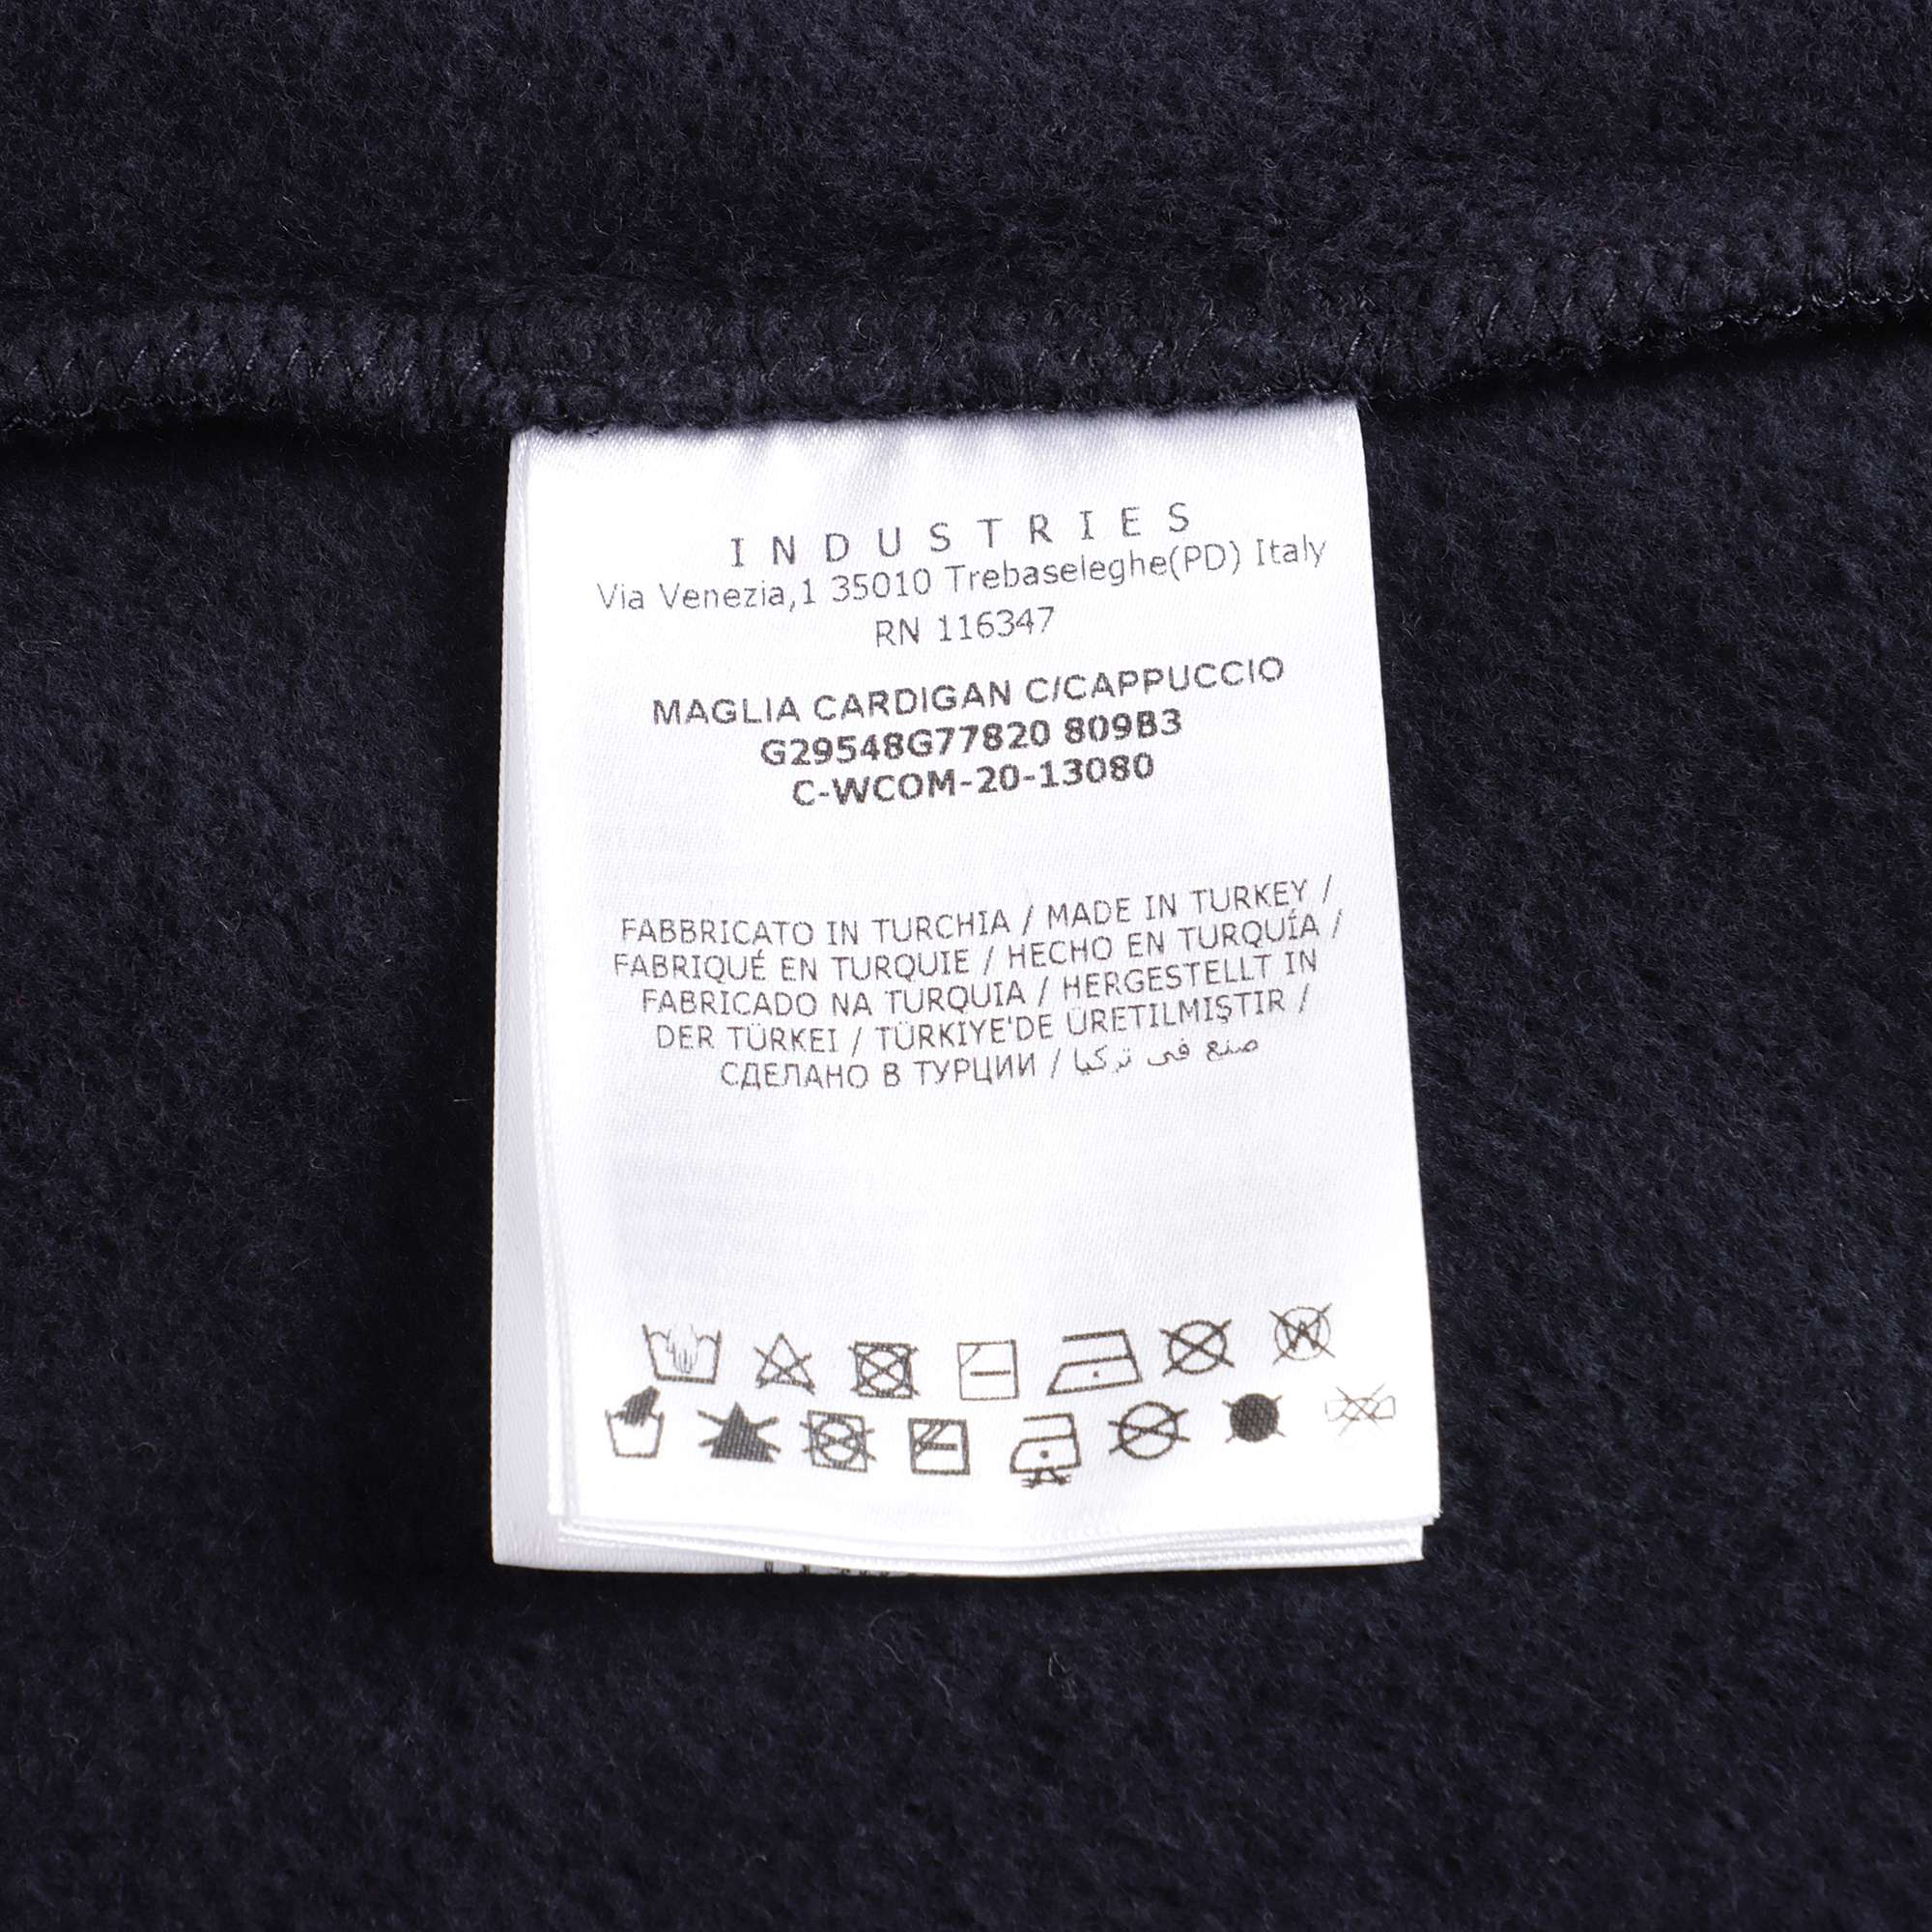 INDUSTRIES
Via Venezia,1 35010 Trebaseleghe(PD) Italy
RN 116347
MAGLIA CARDIGAN C/CAPPUCCIO
G29548G77820 809B3
C-WCOM-20-13080
FABBRICATO IN TURCHIA / MADE IN TURKEY /
FABRIQUÉ EN TURQUIE / HECHO EN TURQUÍA /
FABRICADO NA TURQUIA / HERGESTELLT IN
DER TÜRKEI / TÜRKIYE'DE ÜRETILMIŞTIR /
СДЕЛАНО В ТУРЦИИ / صنع في تركيا
W